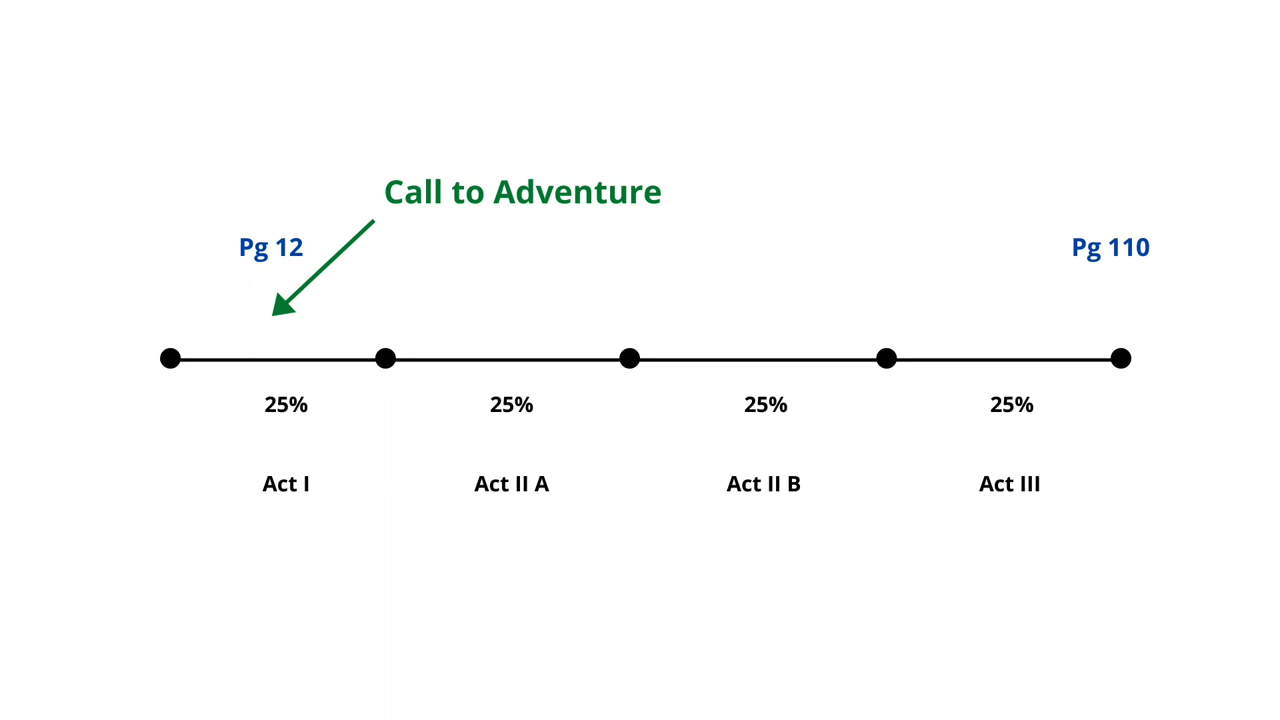 Call to Adventure
Pg 12
Pg 110
25%
25%
25%
25%
Act I
Act II A
Act II B
Act III